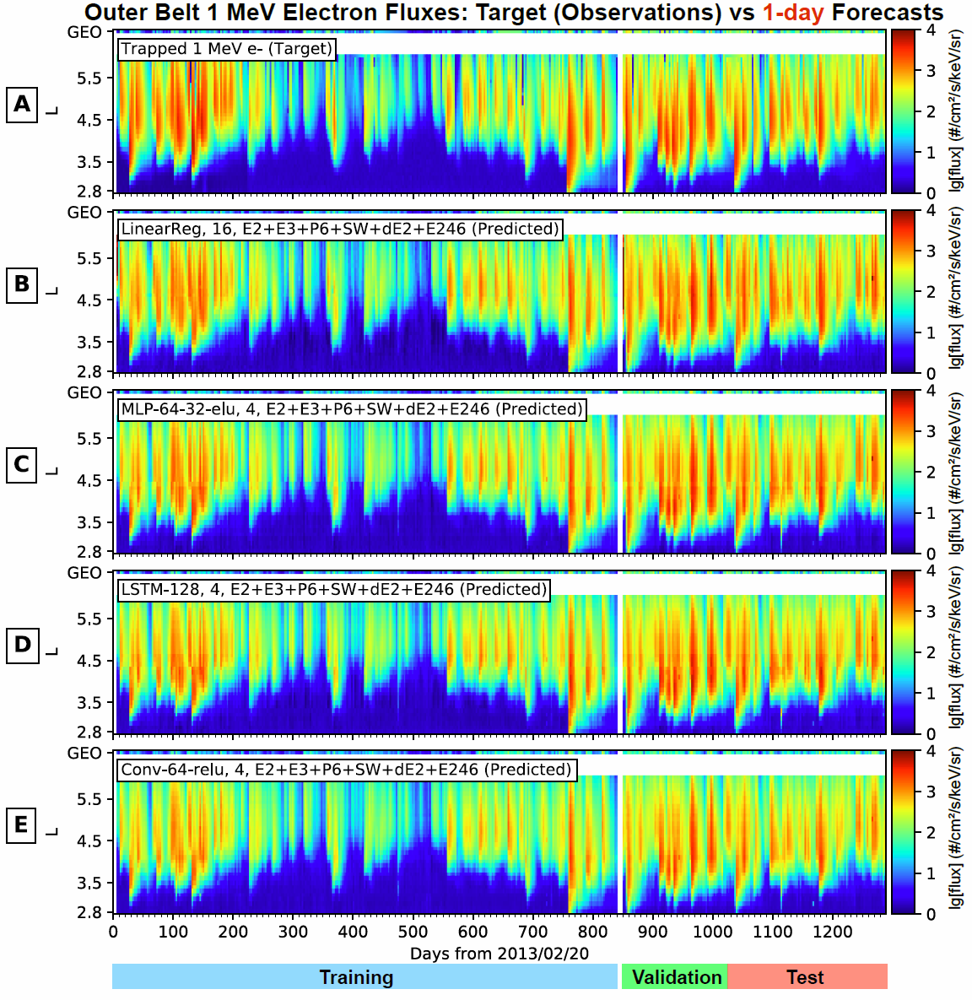 Outer Belt 1 MeV Electron Fluxes: Target (Observations) vs 1-day Forecasts
A
L
GEO
5.5
4.5
3.5
2.8
Trapped 1 MeV e- (Target)
4
3
2
1
0
lg[flux] (#/cm²/s/keV/sr)
B
L
GEO
5.5
4.5
3.5
2.8
LinearReg, 16, E2+E3+P6+SW+dE2+E246 (Predicted)
4
3
2
1
0
lg[flux] (#/cm²/s/keV/sr)
C
L
GEO
5.5
4.5
3.5
2.8
MLP-64-32-elu, 4, E2+E3+P6+SW+dE2+E246 (Predicted)
4
3
2
1
0
lg[flux] (#/cm²/s/keV/sr)
D
L
GEO
5.5
4.5
3.5
2.8
LSTM-128, 4, E2+E3+P6+SW+dE2+E246 (Predicted)
4
3
2
1
0
lg[flux] (#/cm²/s/keV/sr)
E
L
GEO
5.5
4.5
3.5
2.8
Conv-64-relu, 4, E2+E3+P6+SW+dE2+E246 (Predicted)
4
3
2
1
0
lg[flux] (#/cm²/s/keV/sr)
0 100 200 300 400 500 600 700 800 900 1000 1100 1200
Days from 2013/02/20
Training Validation Test